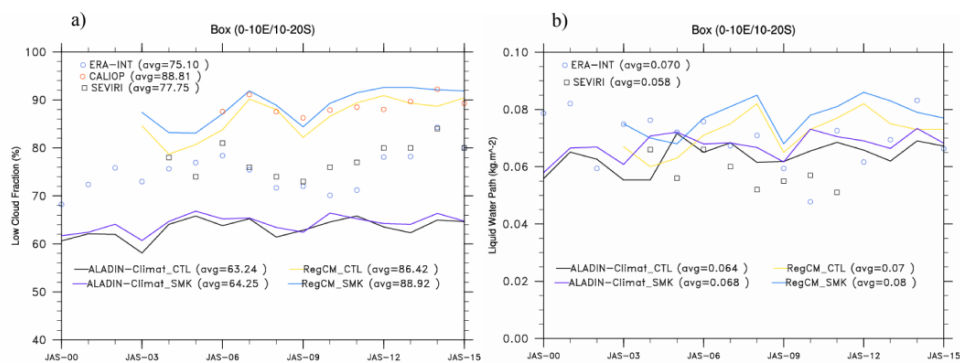 a)
Box (0-10E/10-20S)
ERA-INT (avg=75.10 )
CALIOP (avg=88.81 )
SEVIRI (avg=77.75 )
Low Cloud Fraction (%)
100
90
80
70
60
50
40
ALADIN-Climat_CTL (avg=63.24 )
RegCM_CTL (avg=86.42 )
ALADIN-Climat_SMK (avg=64.25 )
RegCM_SMK (avg=88.92 )
JAS-00 JAS-03 JAS-06 JAS-09 JAS-12 JAS-15
b)
Box (0-10E/10-20S)
ERA-INT (avg=0.070 )
SEVIRI (avg=0.058 )
Liquid Water Path (kg.m^-2)
0.10
0.08
0.06
0.04
0.02
0.00
ALADIN-Climat_CTL (avg=0.064 )
RegCM_CTL (avg=0.07 )
ALADIN-Climat_SMK (avg=0.068 )
RegCM_SMK (avg=0.08 )
JAS-00 JAS-03 JAS-06 JAS-09 JAS-12 JAS-15